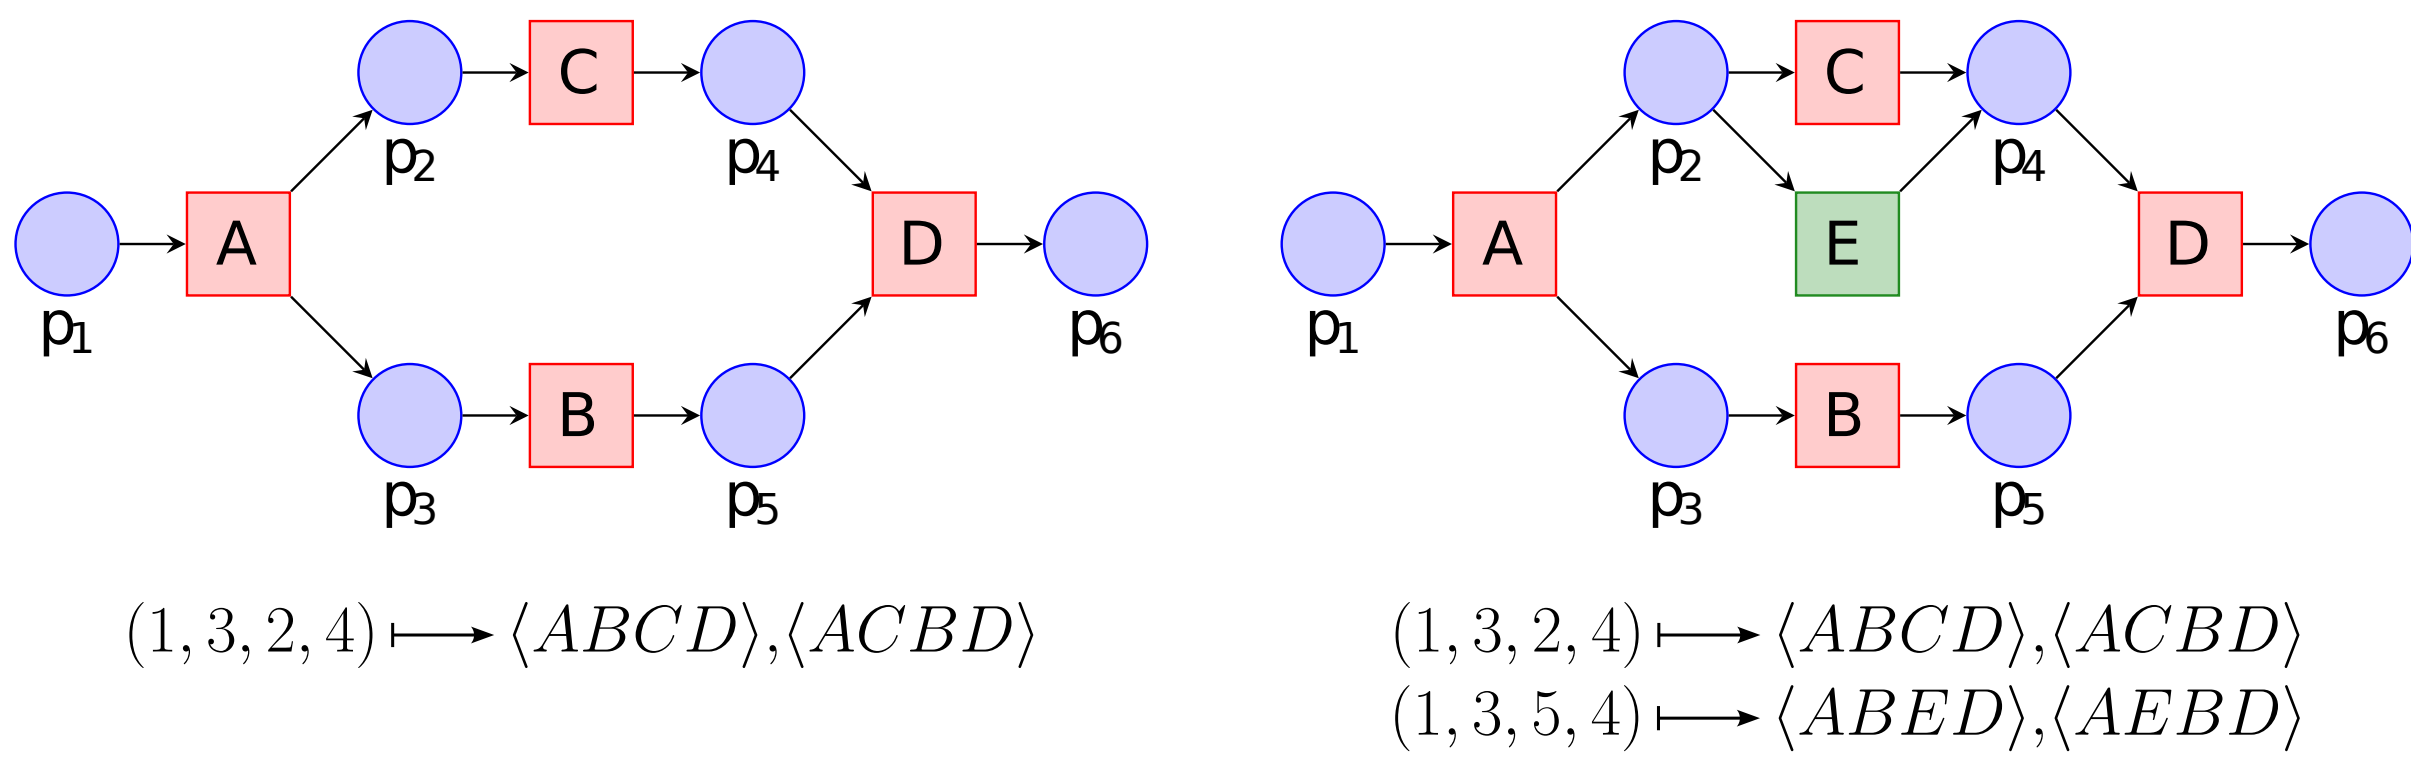 C
p2 p4
A D
p1 p6
B
p3 p5
(1, 3, 2, 4) ⟼ ⟨ABCD⟩,⟨ACBD⟩
C
p2 p4
A E D
p1 p6
B
p3 p5
(1, 3, 2, 4) ⟼ ⟨ABCD⟩,⟨ACBD⟩
(1, 3, 5, 4) ⟼ ⟨ABED⟩,⟨AEBD⟩